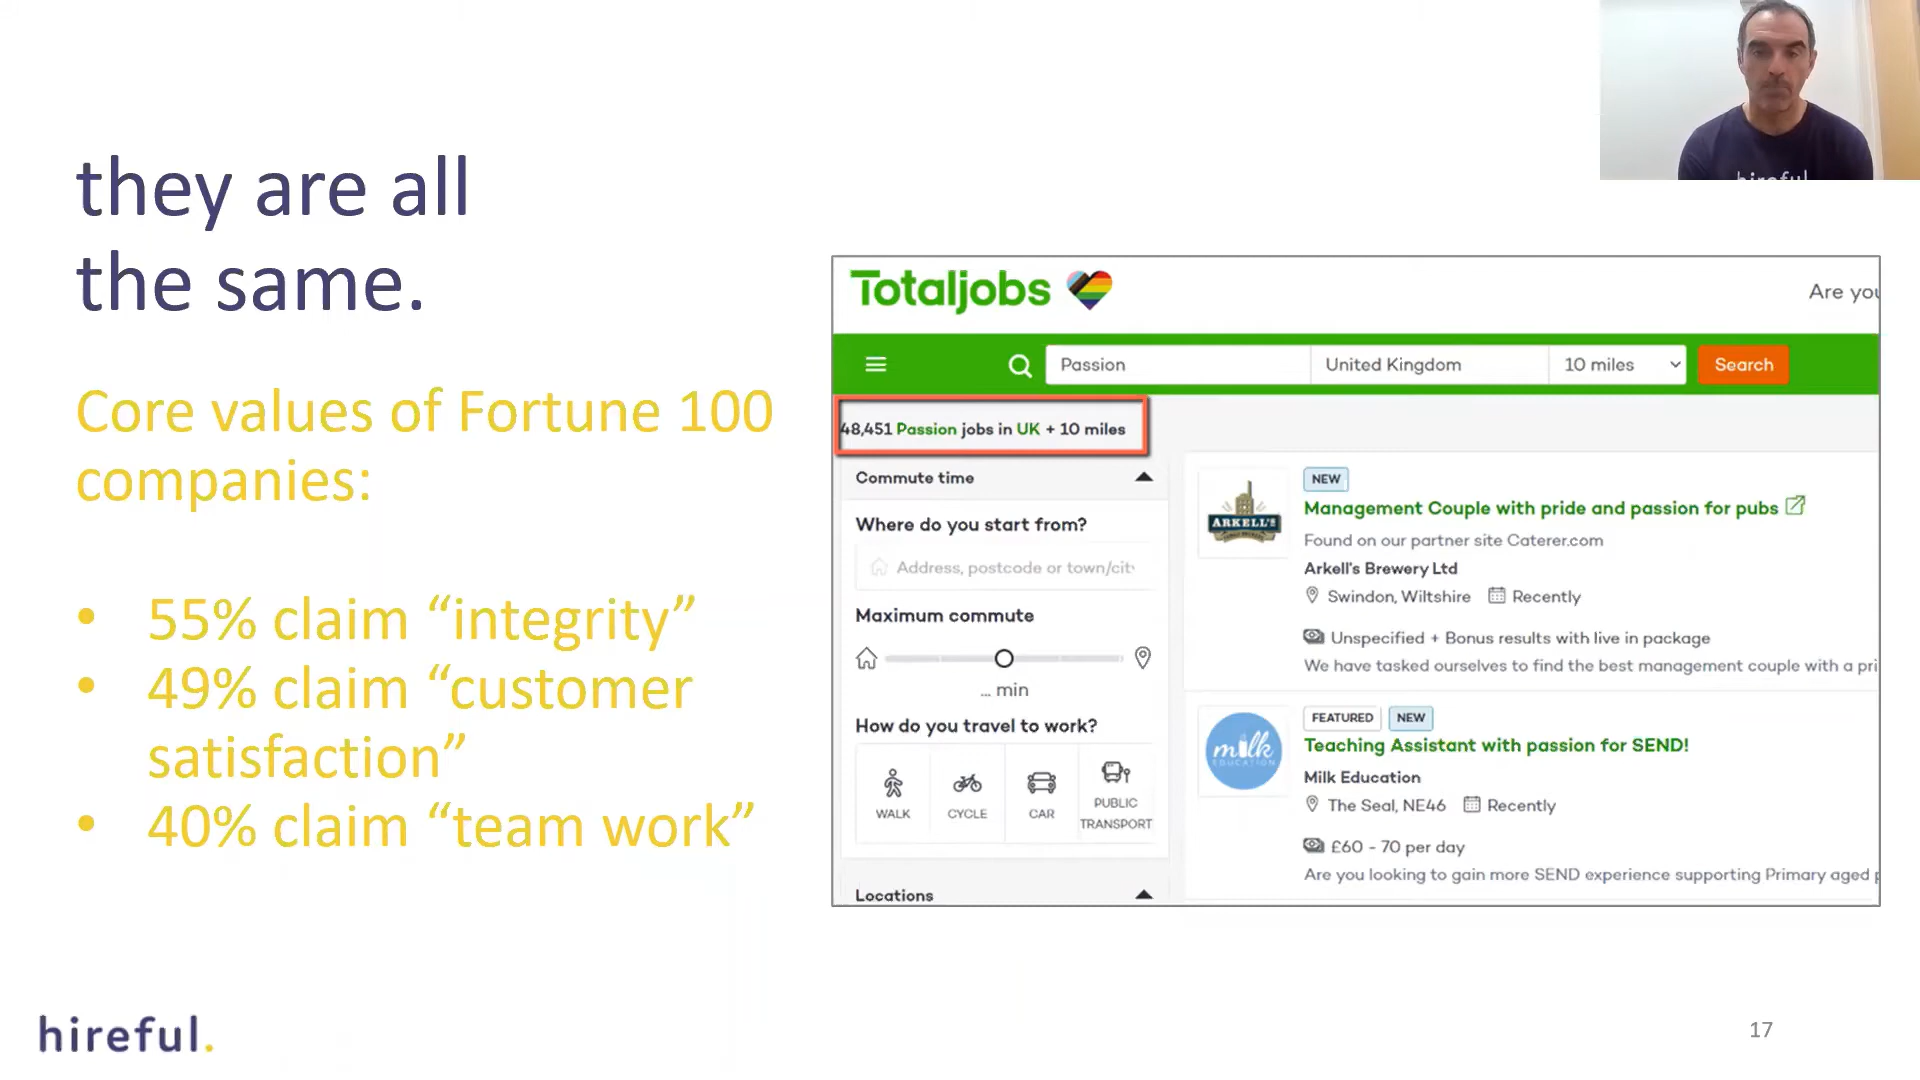 they are all
the same.
Core values of Fortune 100
companies:
• 55% claim “integrity”
• 49% claim “customer
satisfaction”
• 40% claim “team work”
hireful.
hireful
Totaljobs
Are you
Passion
United Kingdom
10 miles
Search
48,451 Passion jobs in UK + 10 miles
Commute time
Where do you start from?
Address, postcode or town/city
Maximum commute
... min
How do you travel to work?
WALK
CYCLE
CAR
PUBLIC
TRANSPORT
Locations
ARKELL'S
NEW
Management Couple with pride and passion for pubs
Found on our partner site Caterer.com
Arkell's Brewery Ltd
Swindon, Wiltshire Recently
Unspecified + Bonus results with live in package
We have tasked ourselves to find the best management couple with a pri
milk
EDUCATION
FEATURED NEW
Teaching Assistant with passion for SEND!
Milk Education
The Seal, NE46 Recently
£60 - 70 per day
Are you looking to gain more SEND experience supporting Primary aged
17